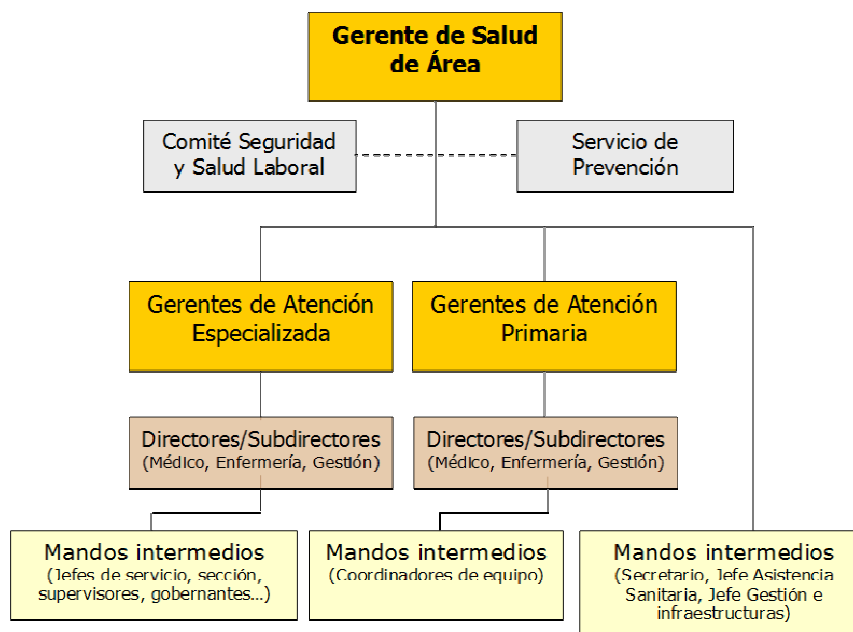 Gerente de Salud
de Área
Comité Seguridad
y Salud Laboral
Servicio de
Prevención
Gerentes de Atención
Especializada
Gerentes de Atención
Primaria
Directores/Subdirectores
(Médico, Enfermería, Gestión)
Directores/Subdirectores
(Médico, Enfermería, Gestión)
Mandos intermedios
(Jefes de servicio, sección,
supervisores, gobernantes...)
Mandos intermedios
(Coordinadores de equipo)
Mandos intermedios
(Secretario, Jefe Asistencia
Sanitaria, Jefe Gestión e
infraestructuras)